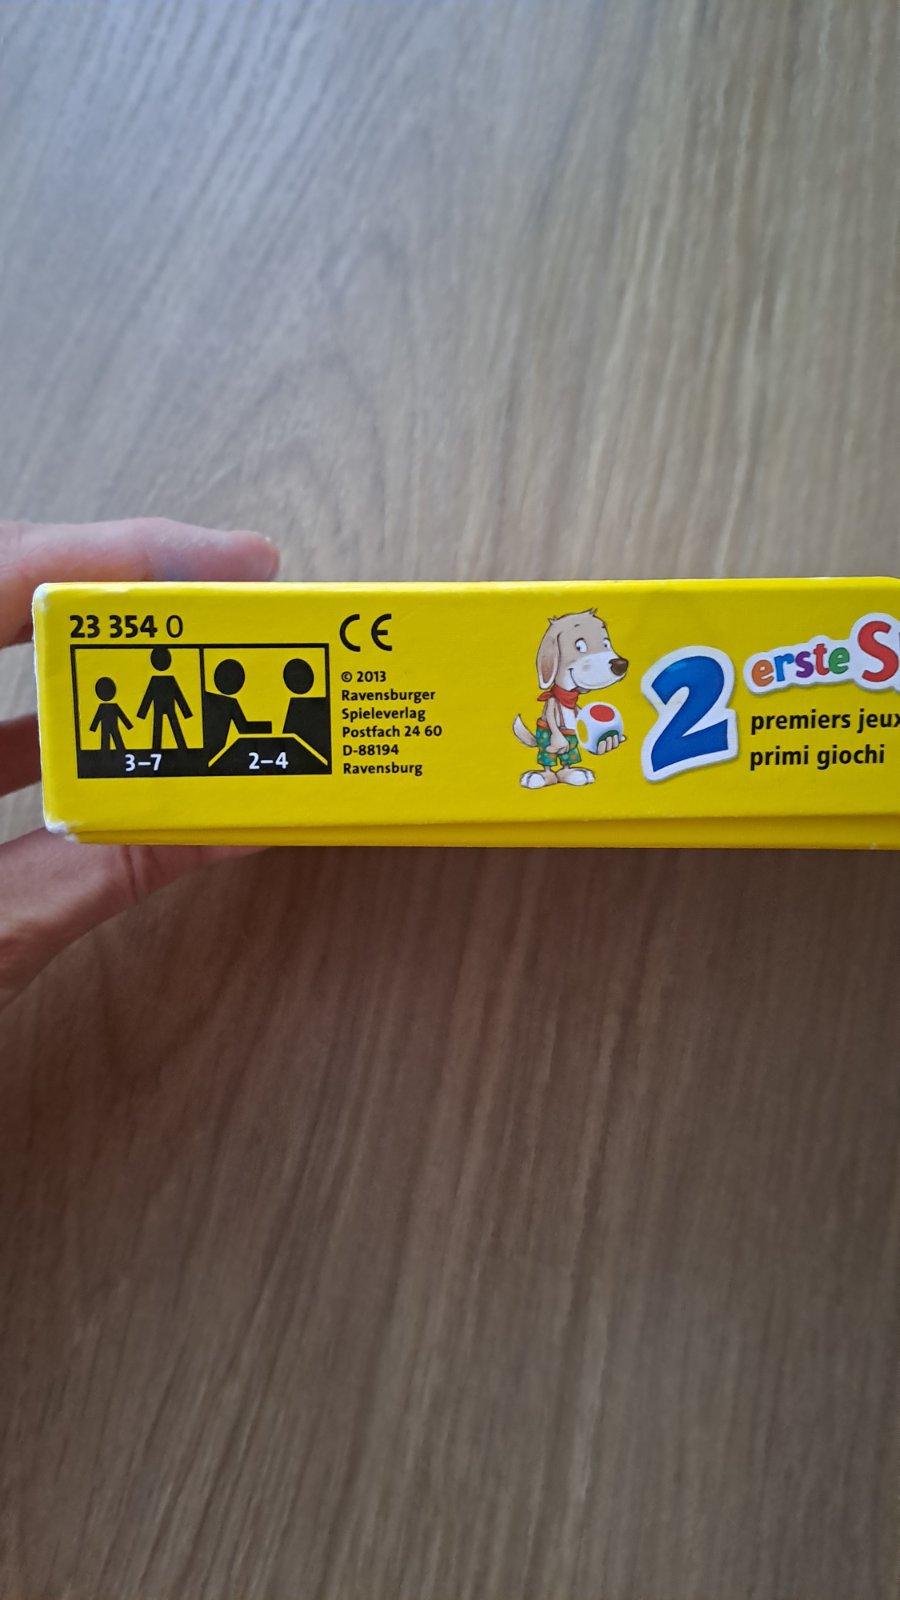 23 354 0
CE
© 2013
Ravensburger
Spieleverlag
Postfach 24 60
D-88194
Ravensburg
3–7
2–4
2 erste
premiers jeux
primi giochi